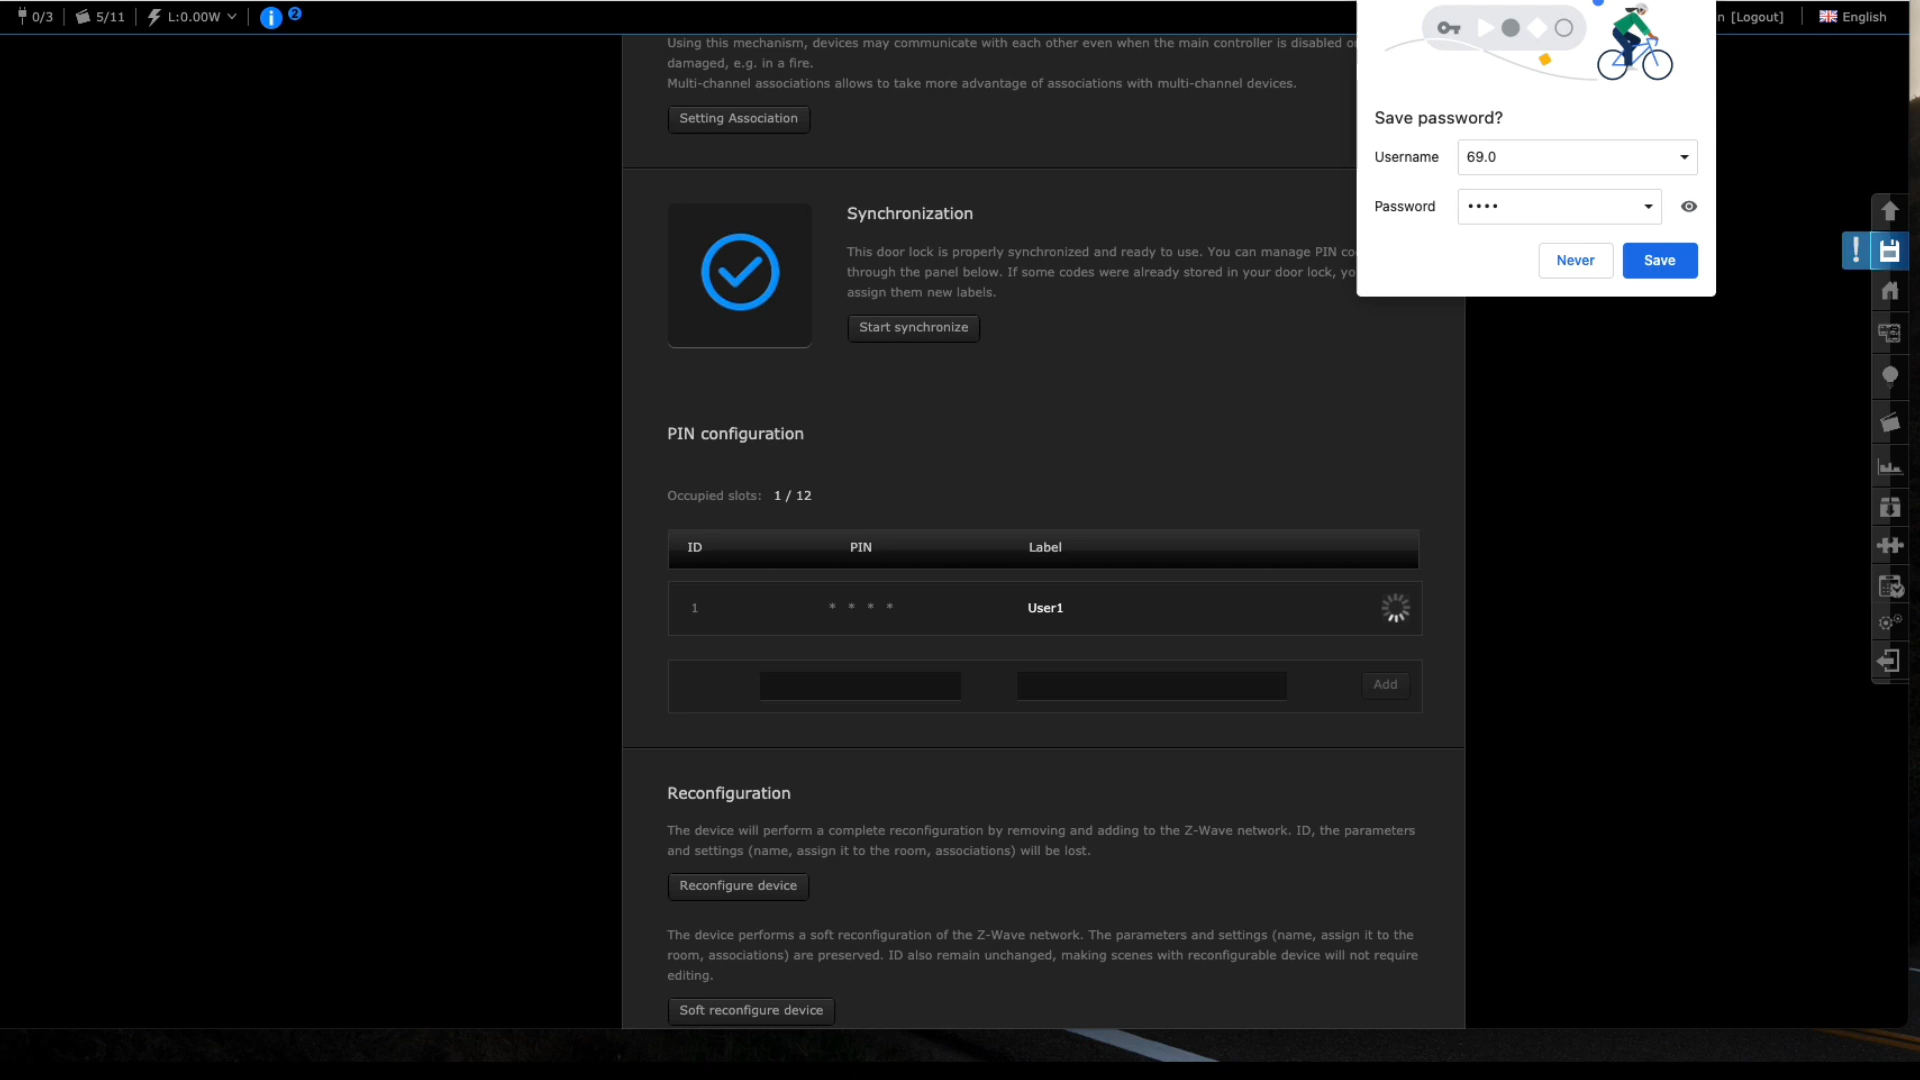 0/3 5/11 L:0.00W 2
[Logout] English
Using this mechanism, devices may communicate with each other even when the main controller is disabled
damaged, e.g. in a fire.
Multi-channel associations allows to take more advantage of associations with multi-channel devices.
Setting Association
Save password?
Username 69.0
Password ••••
Never Save
Synchronization
This door lock is properly synchronized and ready to use. You can manage PIN
through the panel below. If some codes were already stored in your door lock,
assign them new labels.
Start synchronize
PIN configuration
Occupied slots: 1 / 12
ID PIN Label
1 * * * * User1
Add
Reconfiguration
The device will perform a complete reconfiguration by removing and adding to the Z-Wave network. ID, the parameters
and settings (name, assign it to the room, associations) will be lost.
Reconfigure device
The device performs a soft reconfiguration of the Z-Wave network. The parameters and settings (name, assign it to the
room, associations) are preserved. ID also remain unchanged, making scenes with reconfigurable device will not require
editing.
Soft reconfigure device